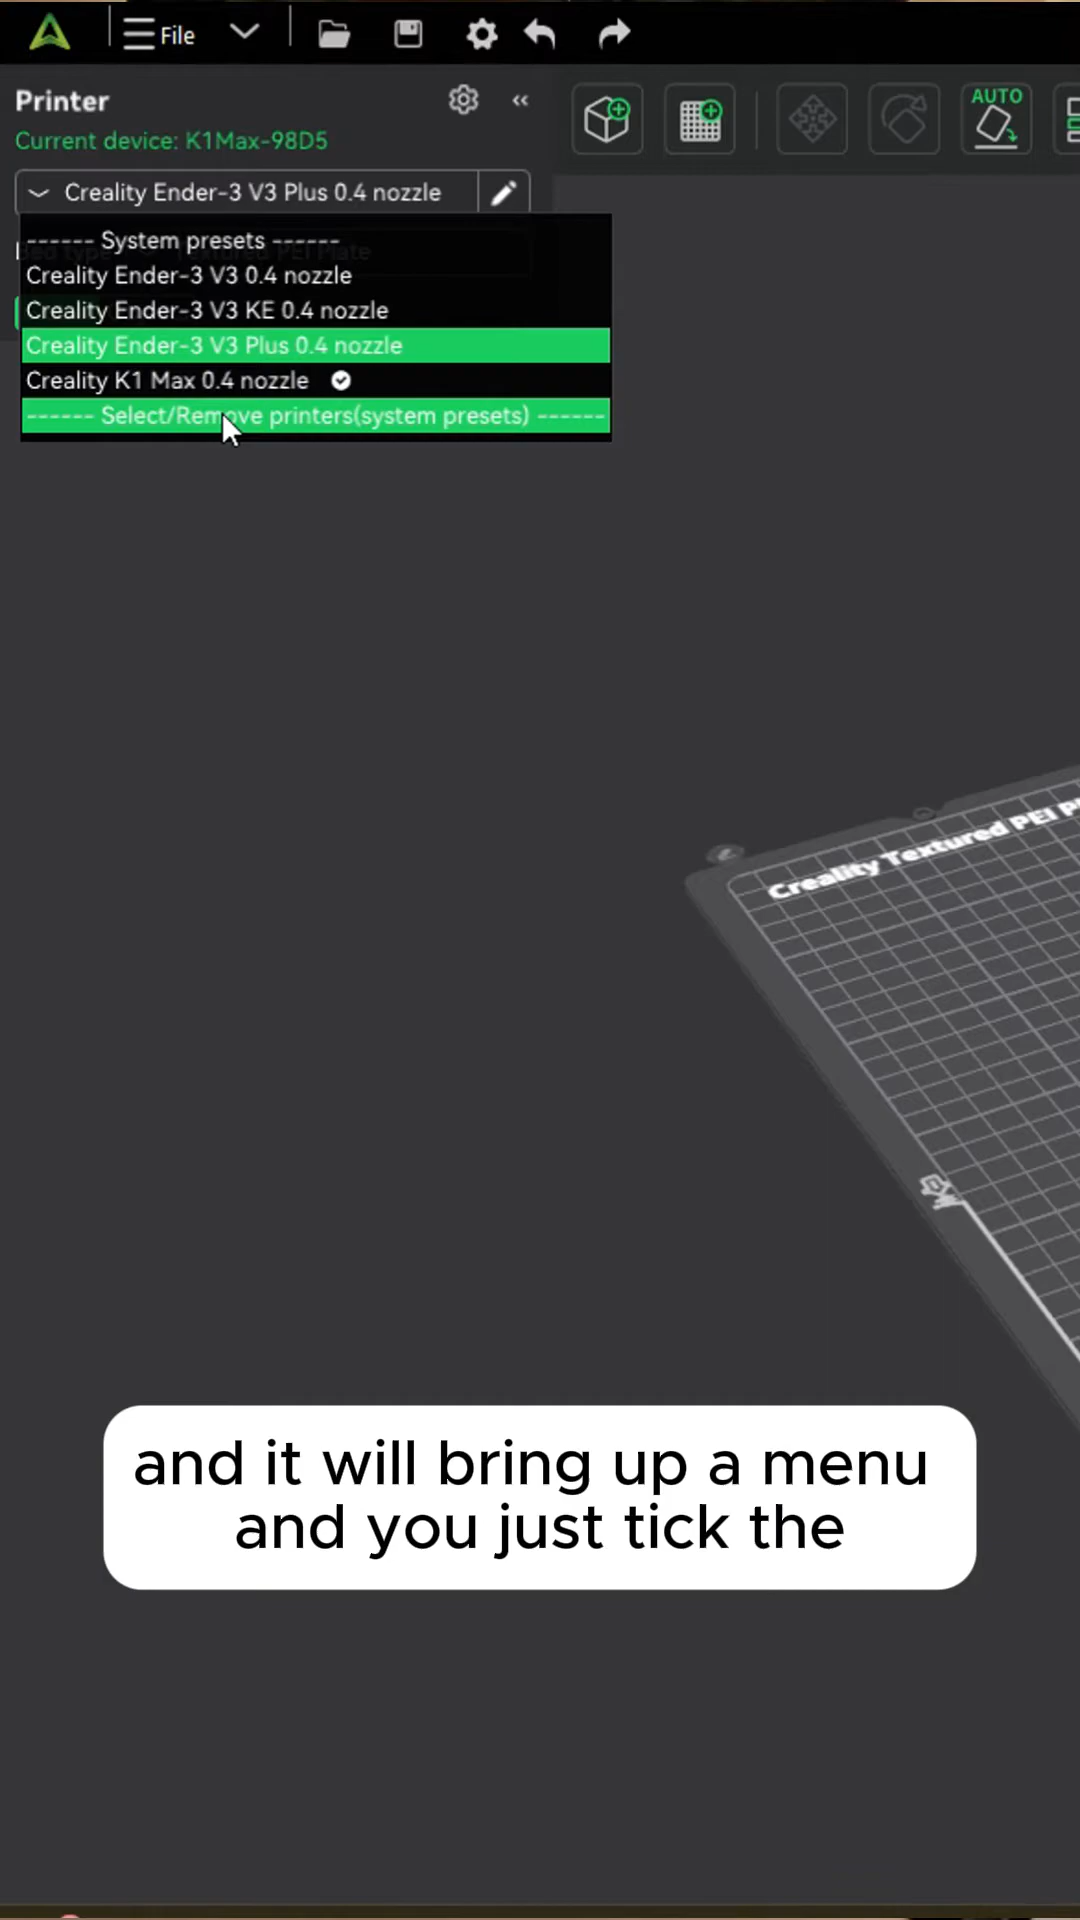 File
Printer
Current device: K1Max-98D5
AUTO
Creality Ender-3 V3 Plus 0.4 nozzle
------ System presets ------
Creality Ender-3 V3 0.4 nozzle
Creality Ender-3 V3 KE 0.4 nozzle
Creality Ender-3 V3 Plus 0.4 nozzle
Creality K1 Max 0.4 nozzle
------ Select/Remove printers(system presets) ------
Creality Textured PEI
and it will bring up a menu
and you just tick the